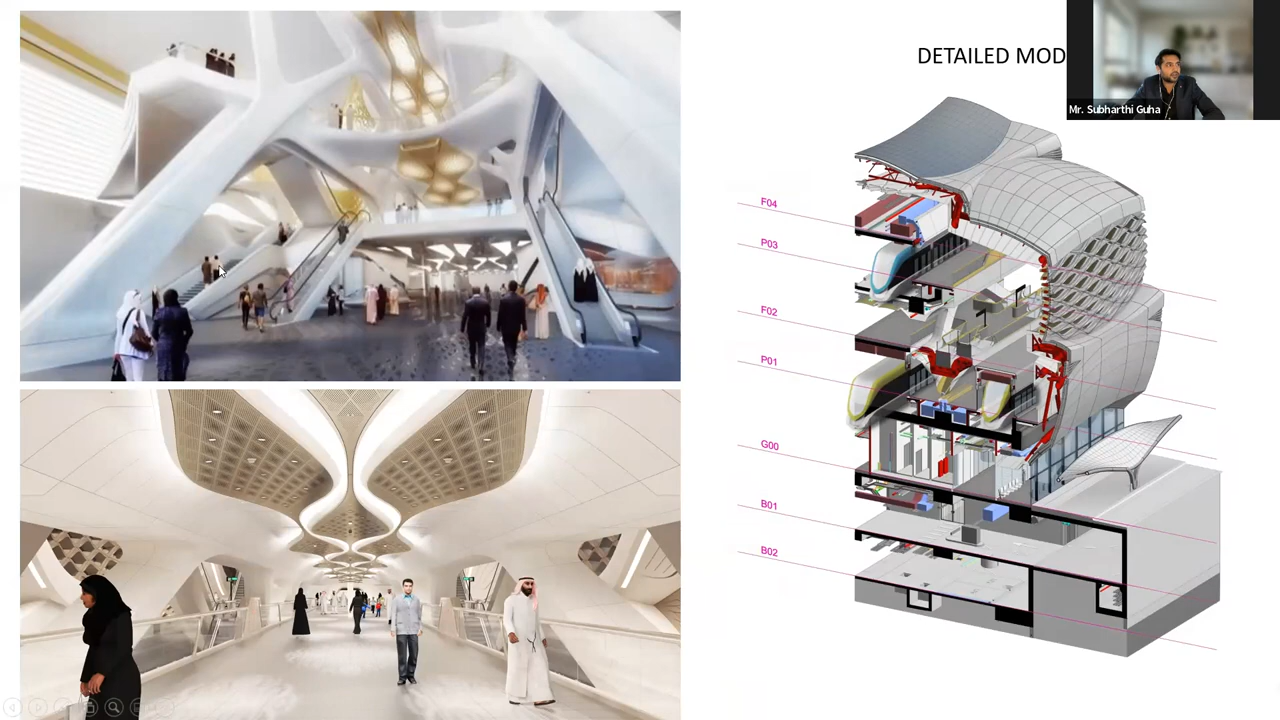 DETAILED MOD
Mr. Subharthi Guha
F04
P03
F02
P01
G00
B01
B02